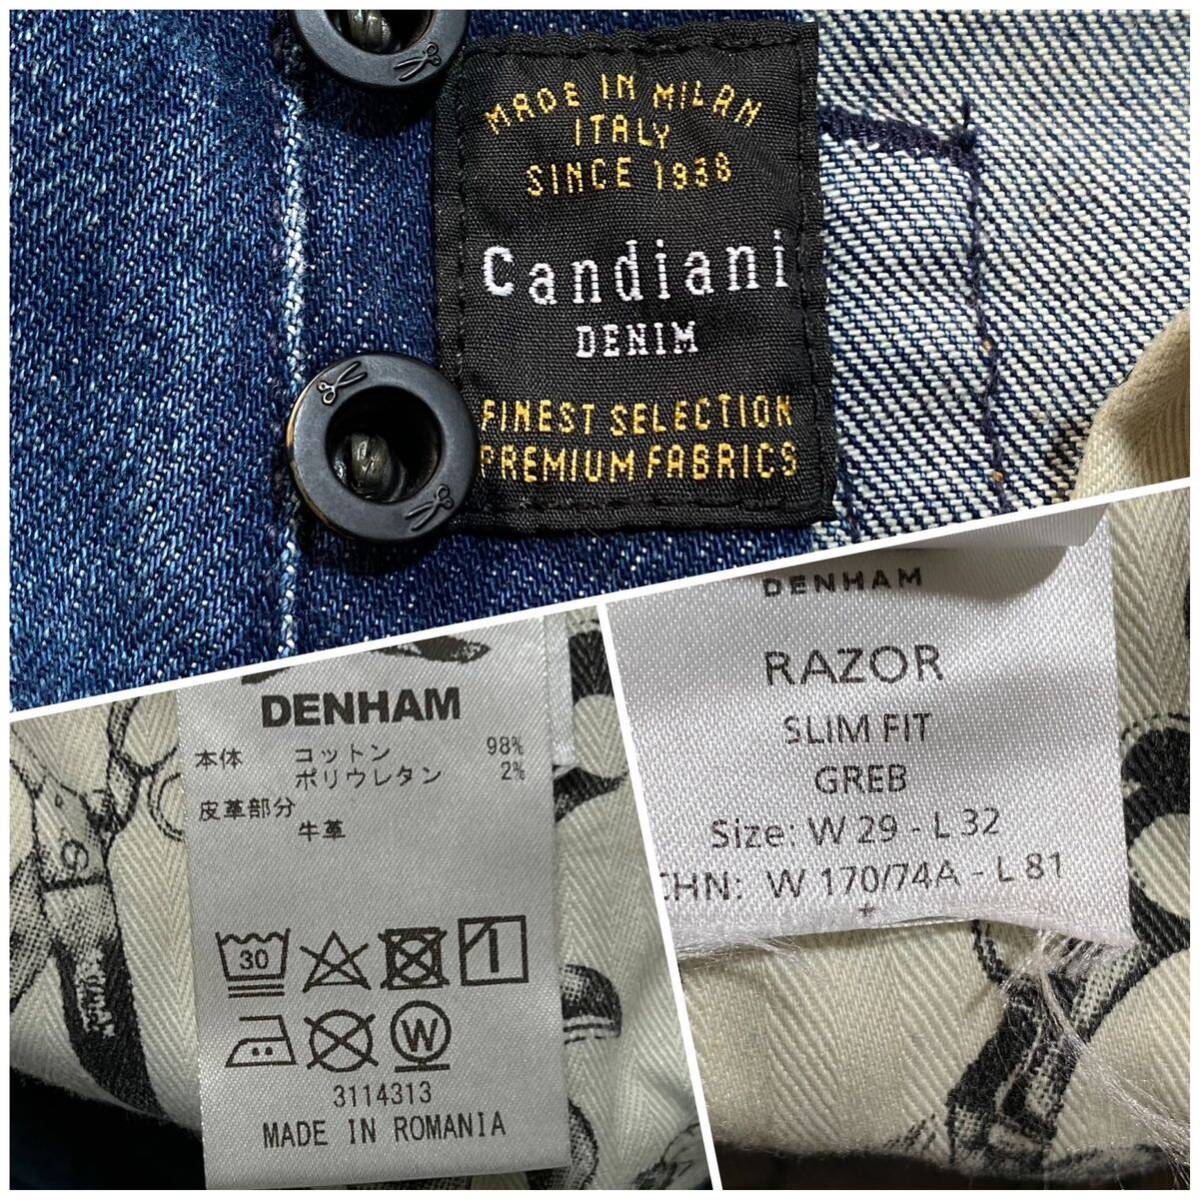 MADE IN MILAN
ITALY
SINCE 1938
Candiani
DENIM
FINEST SELECTION
PREMIUM FABRICS
DENHAM
本体 コットン 98%
ポリウレタン 2%
皮革部分
牛革
30
W
3114313
MADE IN ROMANIA
DENHAM
RAZOR
SLIM FIT
GREB
Size: W 29 - L 32
CHN: W 170/74A - L 81